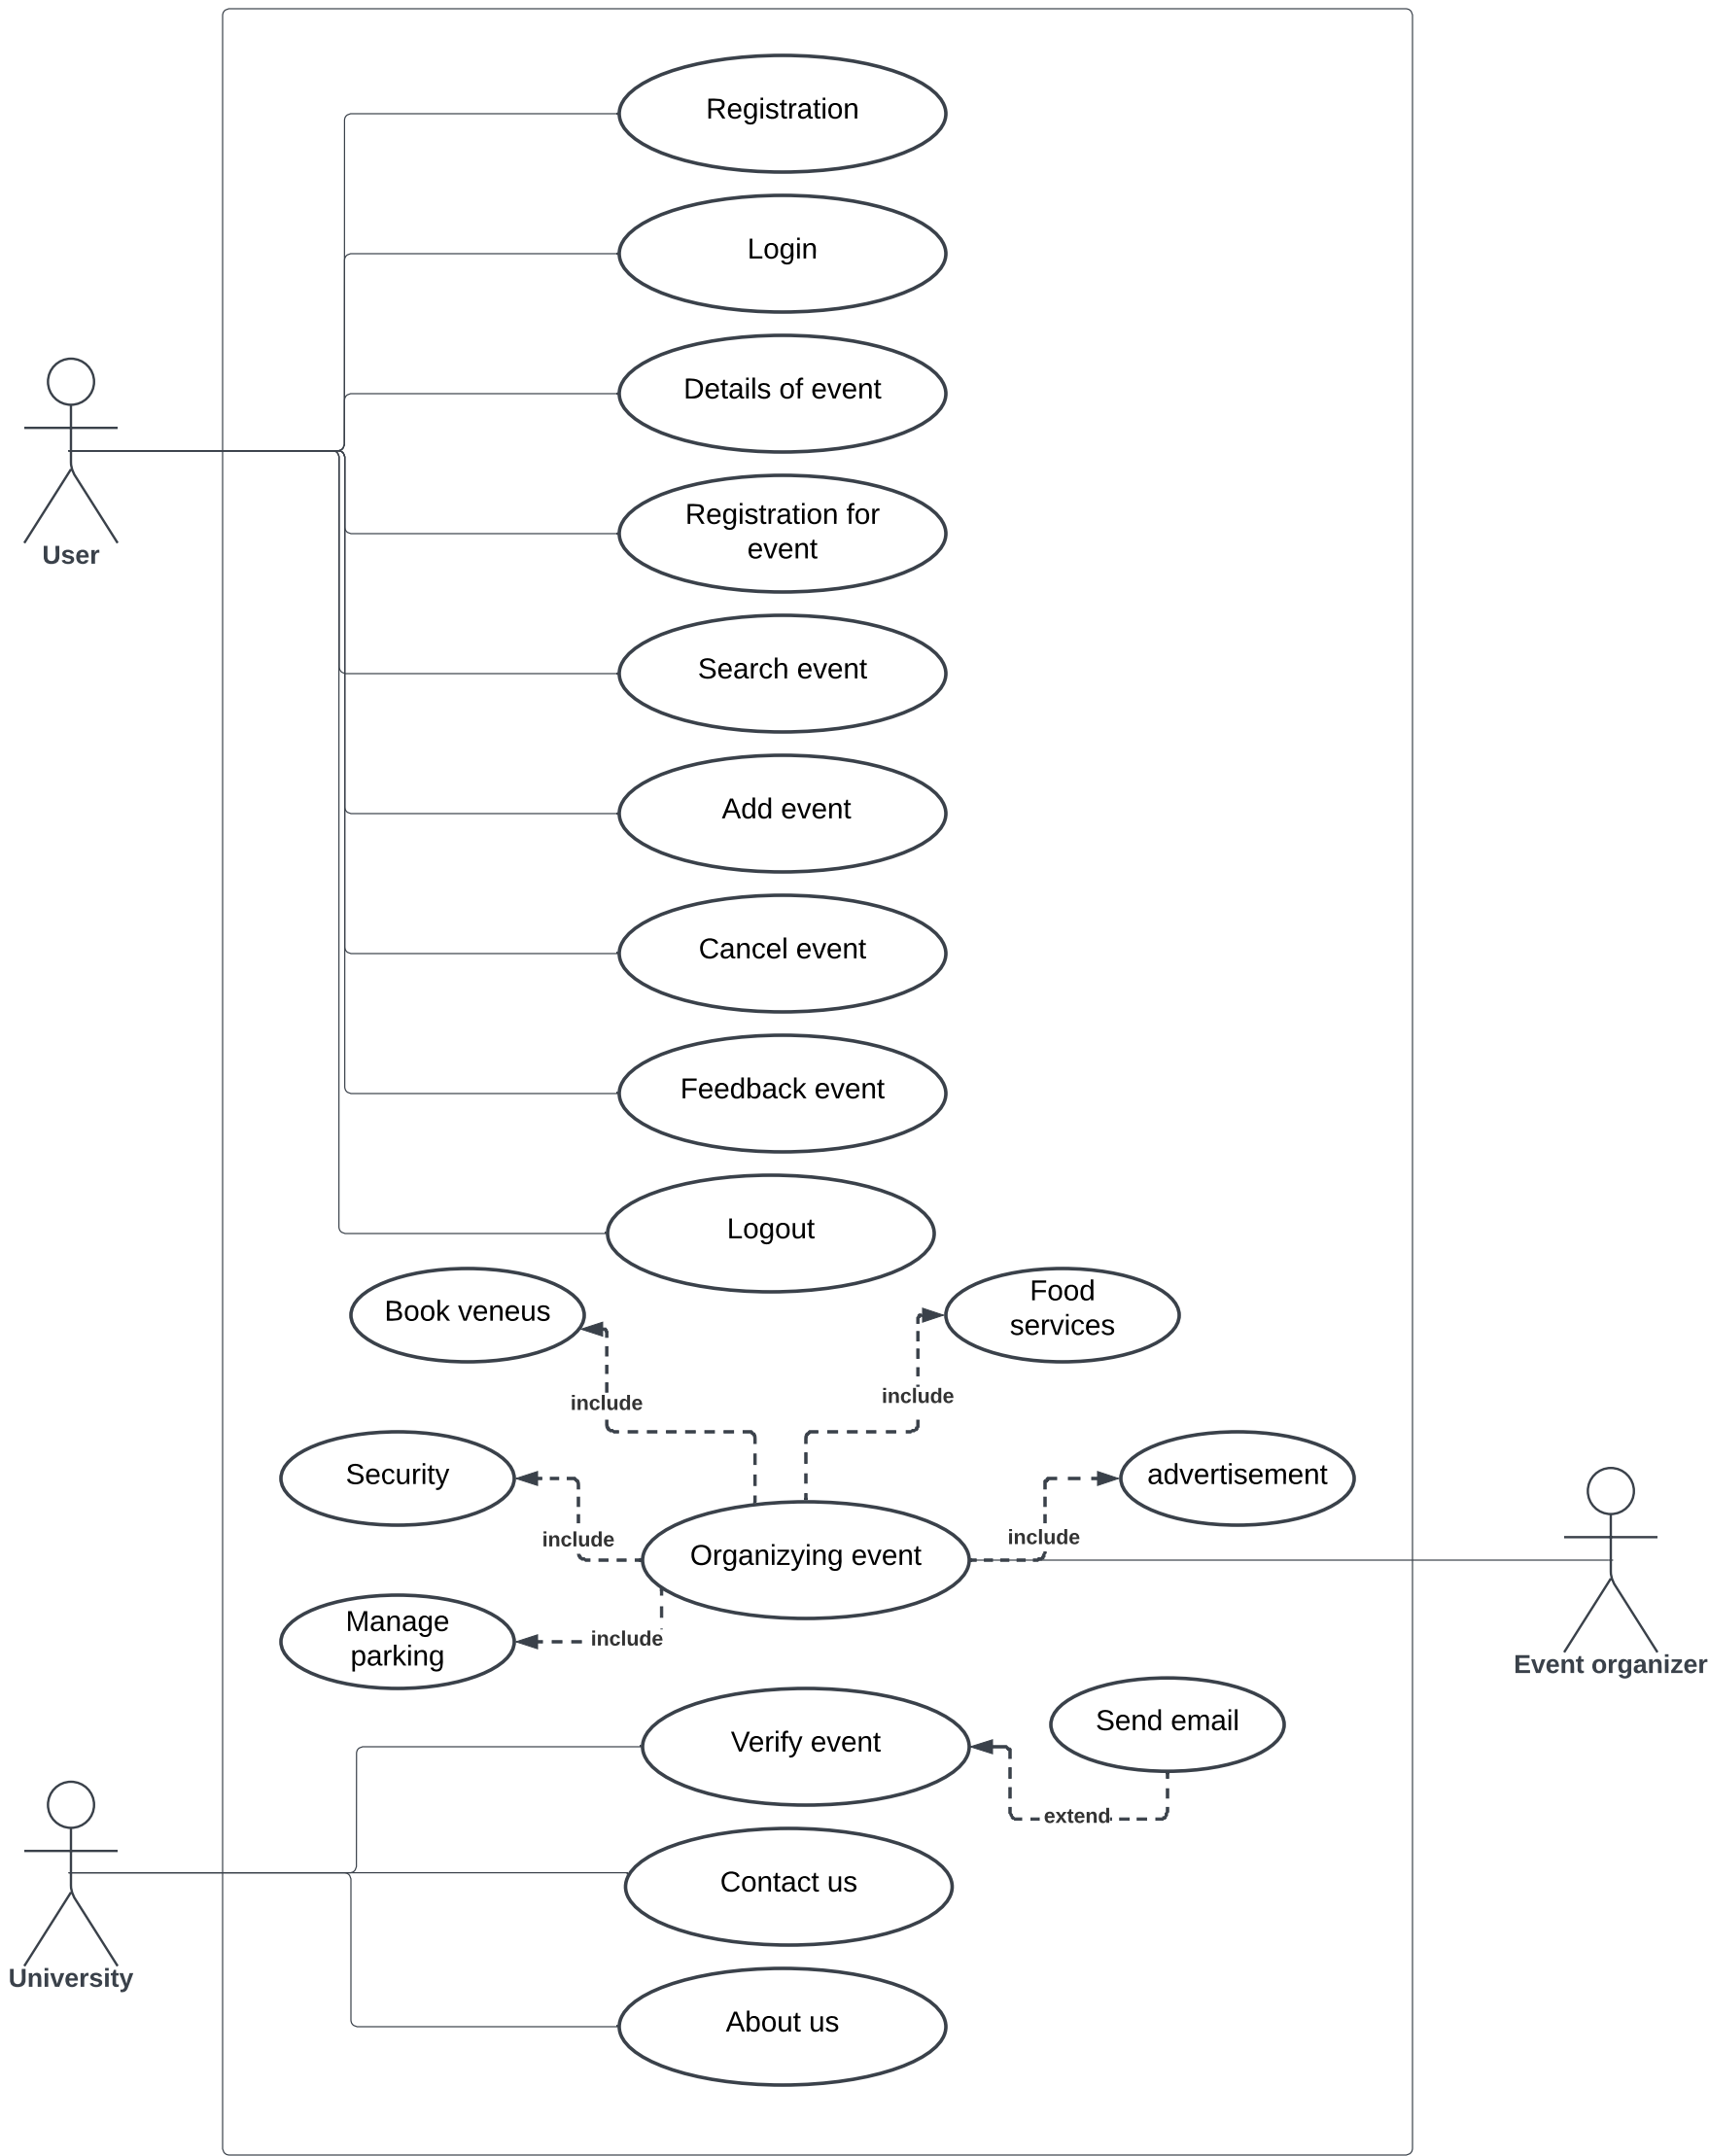 Registration
Login
Details of event
Registration for
event
User
Search event
Add event
Cancel event
Feedback event
Logout
Book veneus
Food
services
include
include
Security
advertisement
include
include
Organizying event
Manage
parking
include
Event organizer
Send email
Verify event
extend
Contact us
University
About us